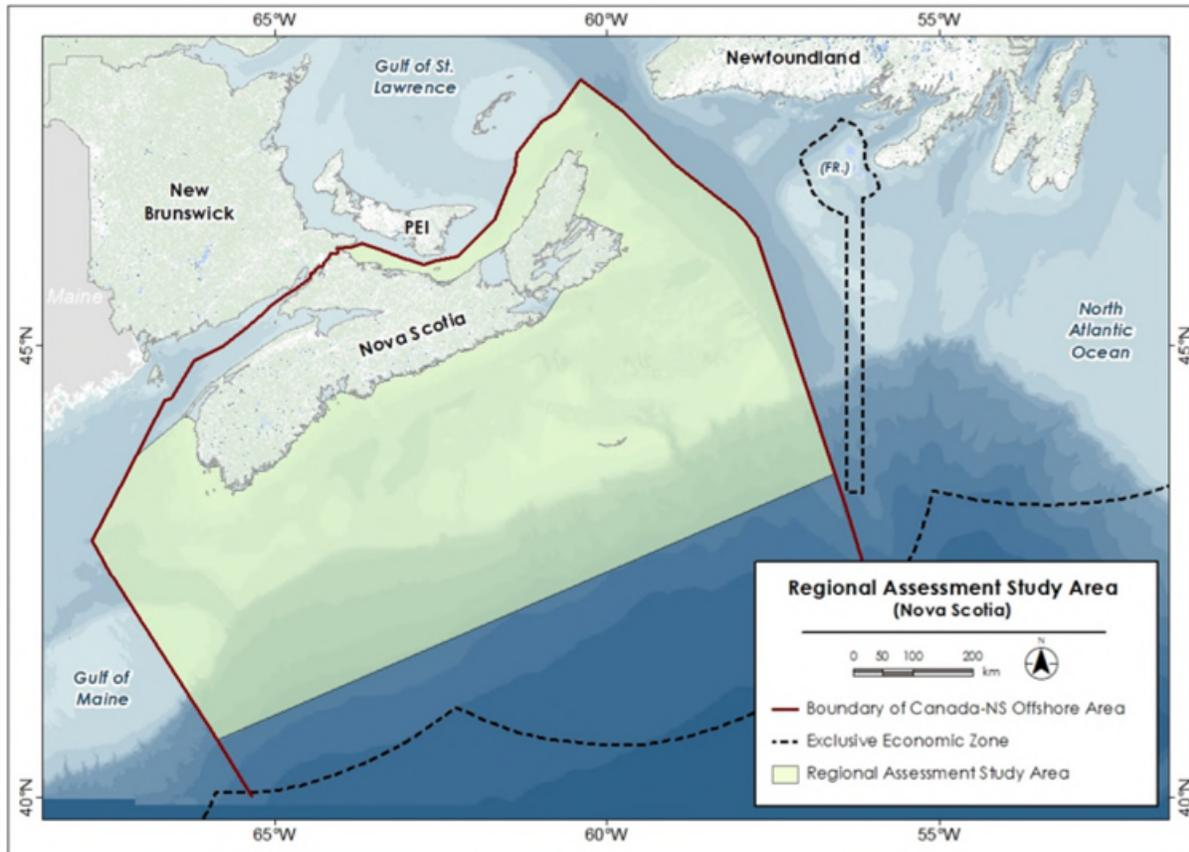 65°W
60°W
55°W
Gulf of St.
Lawrence
Newfoundland
New
Brunswick
PEI
(FR.)
Maine
Nova Scotia
North
Atlantic
Ocean
45°N
45°N
Gulf of
Maine
Regional Assessment Study Area
(Nova Scotia)
N
0 50 100 200
km
Boundary of Canada-NS Offshore Area
Exclusive Economic Zone
Regional Assessment Study Area
40°N
40°N
65°W
60°W
55°W